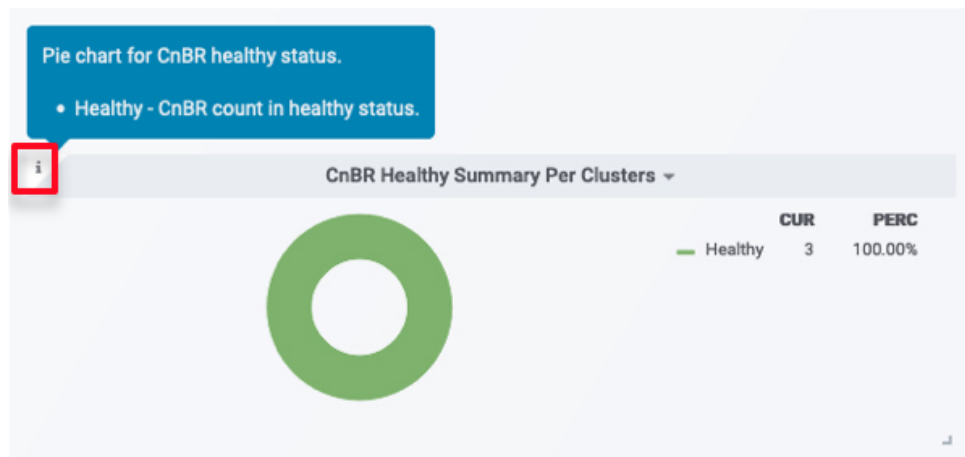 Pie chart for CnBR healthy status.
• Healthy - CnBR count in healthy status.
i
CnBR Healthy Summary Per Clusters
CUR PERC
Healthy 3 100.00%